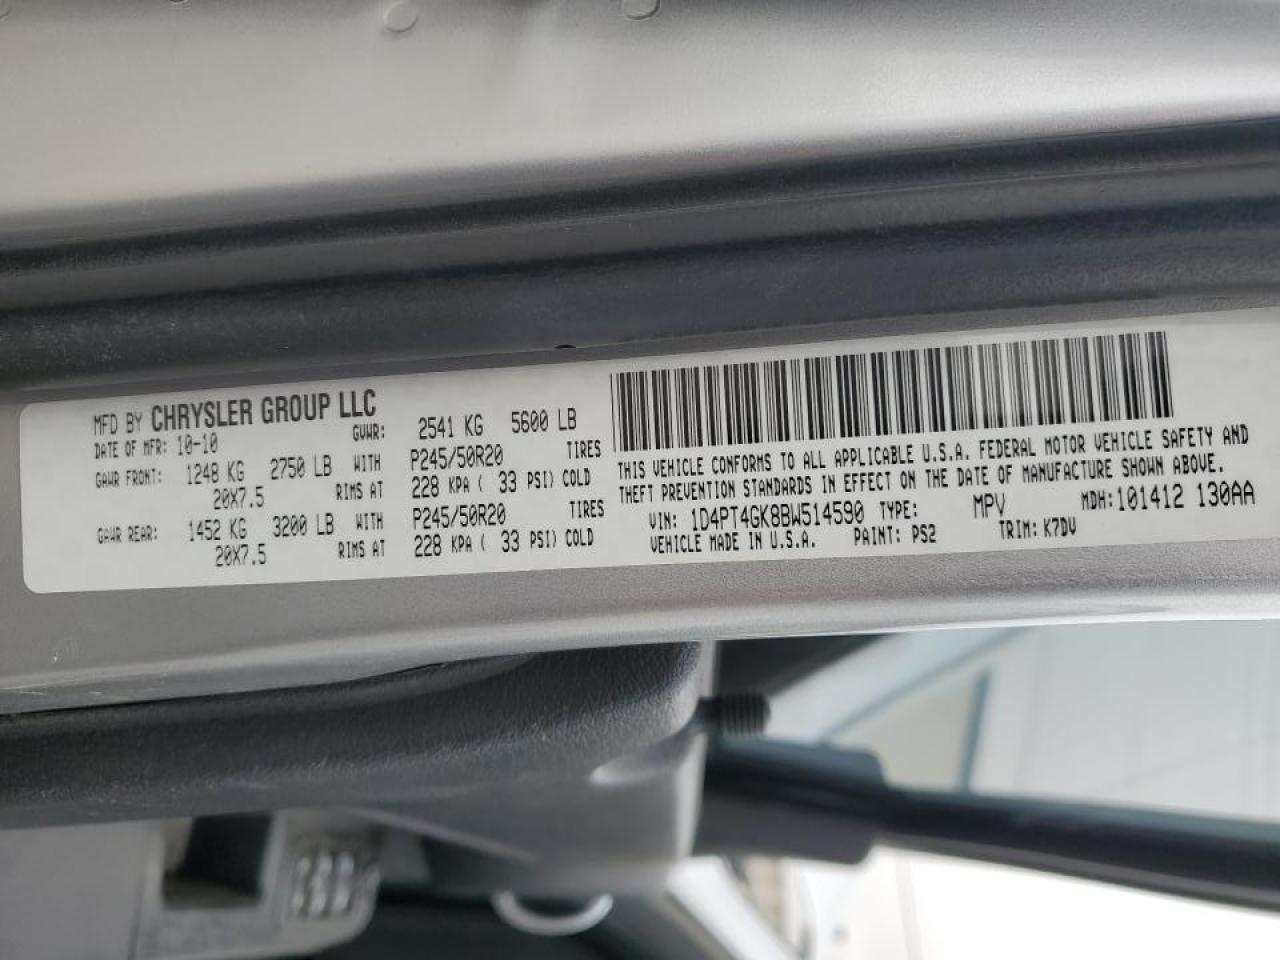 MFD BY CHRYSLER GROUP LLC
DATE OF MFR: 10-10 GVWR: 2541 KG 5600 LB
GAWR FRONT: 1248 KG 2750 LB WITH P245/50R20 TIRES
20X7.5 RIMS AT 228 KPA ( 33 PSI) COLD
GAWR REAR: 1452 KG 3200 LB WITH P245/50R20 TIRES
20X7.5 RIMS AT 228 KPA ( 33 PSI) COLD
THIS VEHICLE CONFORMS TO ALL APPLICABLE U.S.A. FEDERAL MOTOR VEHICLE SAFETY AND
THEFT PREVENTION STANDARDS IN EFFECT ON THE DATE OF MANUFACTURE SHOWN ABOVE.
VIN: 1D4PT4GK8BW514590 TYPE: MPV MDH:101412 130AA
VEHICLE MADE IN U.S.A. PAINT: PS2 TRIM: K7DV